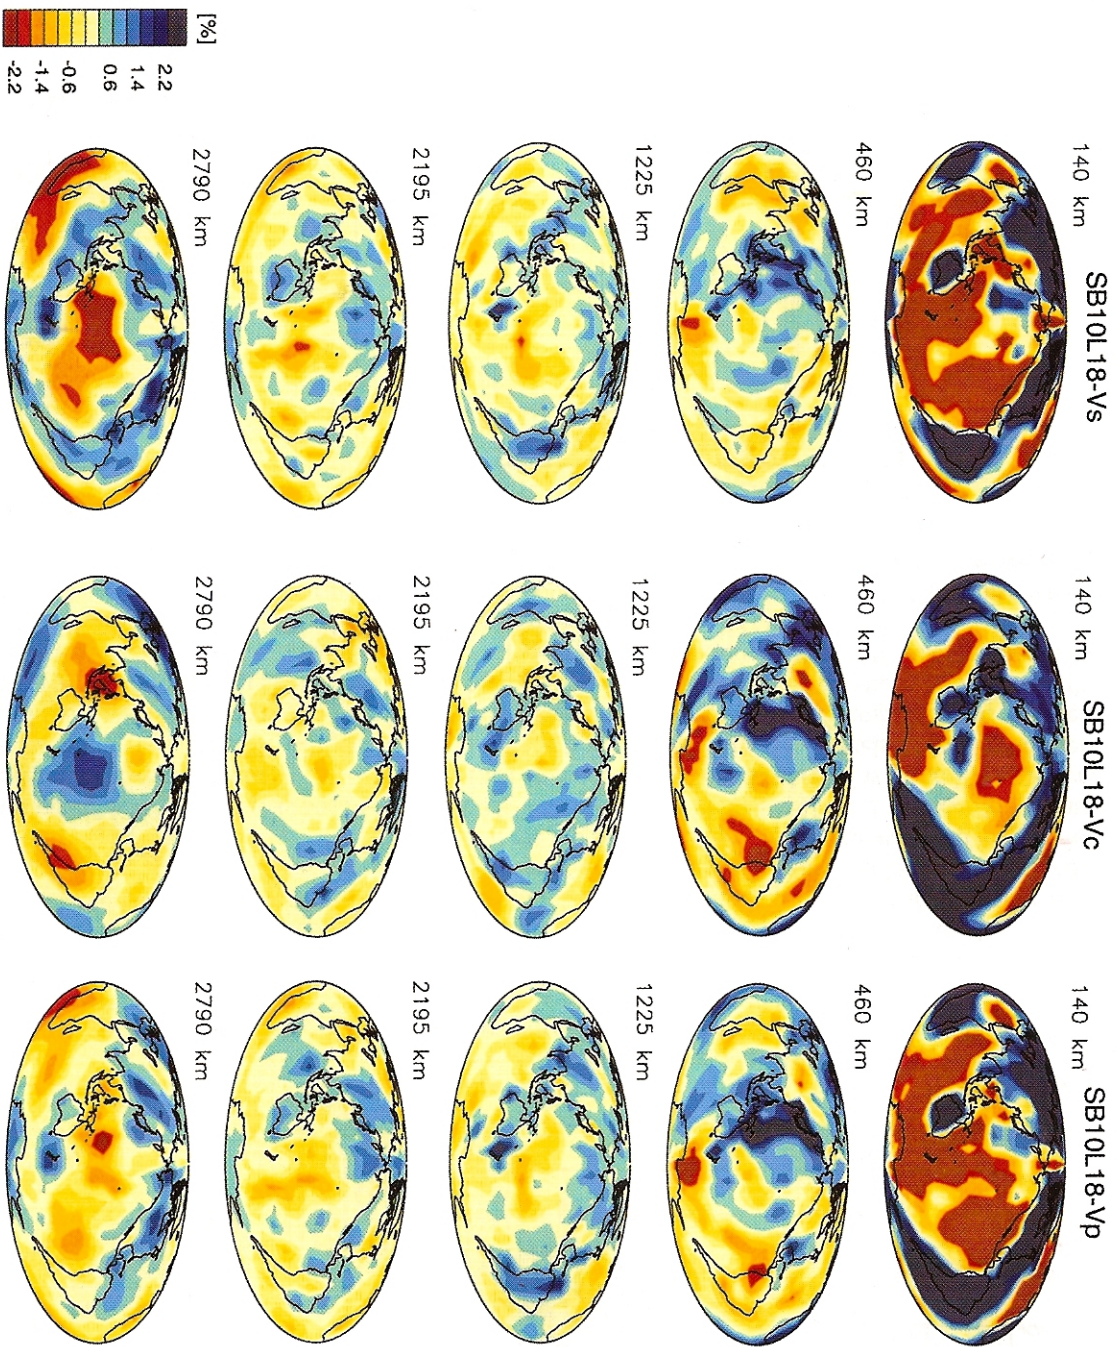 SB10L18-Vs SB10L18-Vc SB10L18-Vp
140 km 140 km 140 km
460 km 460 km 460 km
1225 km 1225 km 1225 km
2195 km 2195 km 2195 km
2790 km 2790 km 2790 km
[%]
2.2
1.4
0.6
-0.6
-1.4
-2.2